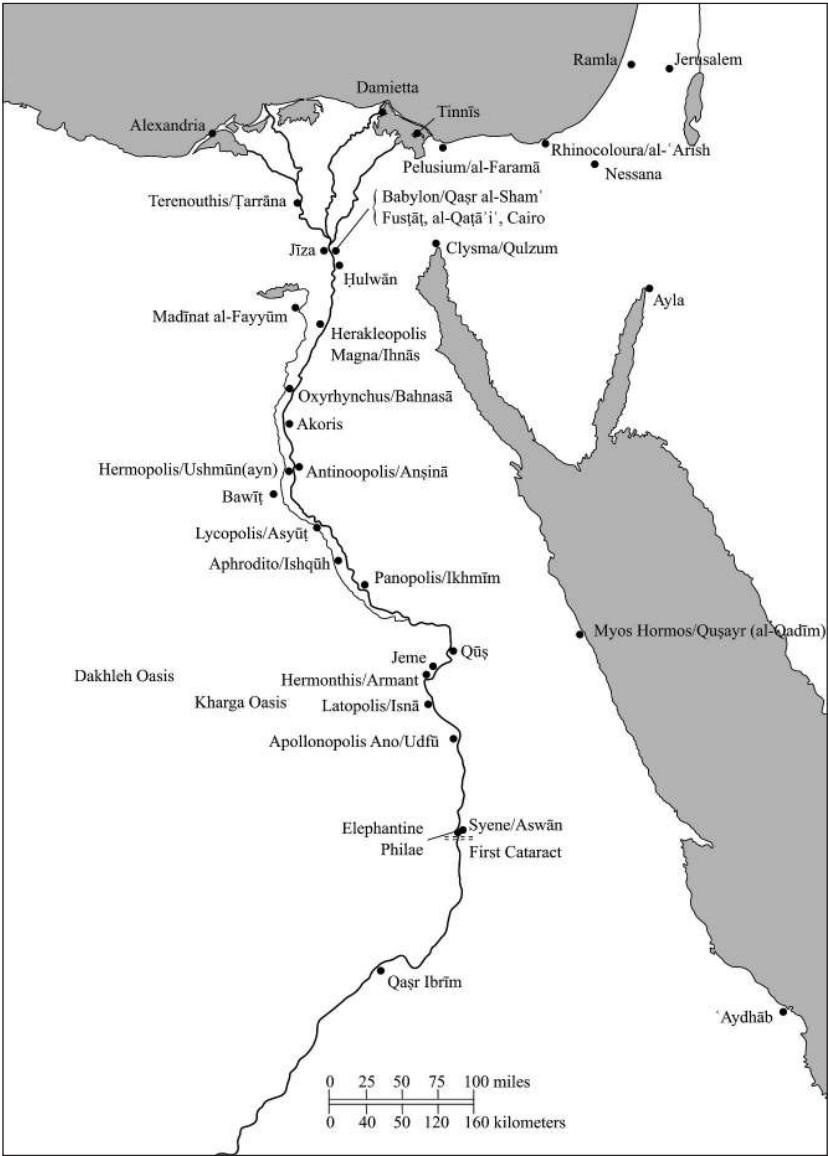 Damietta
Ramla
Jerusalem
Alexandria
Tinnīs
Rhinocoloura/al-ʿArish
Pelusium/al-Faramā
Nessana
Terenouthis/Ṭarrāna
Babylon/Qaṣr al-Shamʿ
Fusṭāṭ, al-Qaṭāʾiʿ, Cairo
Jīza
Clysma/Qulzum
Ḥulwān
Ayla
Madīnat al-Fayyūm
Herakleopolis
Magna/Ihnās
Oxyrhynchus/Bahnasā
Akoris
Hermopolis/Ushmūn(ayn)
Antinoopolis/Anṣinā
Bawīṭ
Lycopolis/Asyūṭ
Aphrodito/Ishqūh
Panopolis/Ikhmīm
Myos Hormos/Quṣayr (al-Qadīm)
Qūṣ
Jeme
Dakhleh Oasis
Hermonthis/Armant
Kharga Oasis
Latopolis/Isnā
Apollonopolis Ano/Udfū
Elephantine
Syene/Aswān
Philae
First Cataract
Qaṣr Ibrīm
ʿAydhāb
0 25 50 75 100 miles
0 40 50 120 160 kilometers